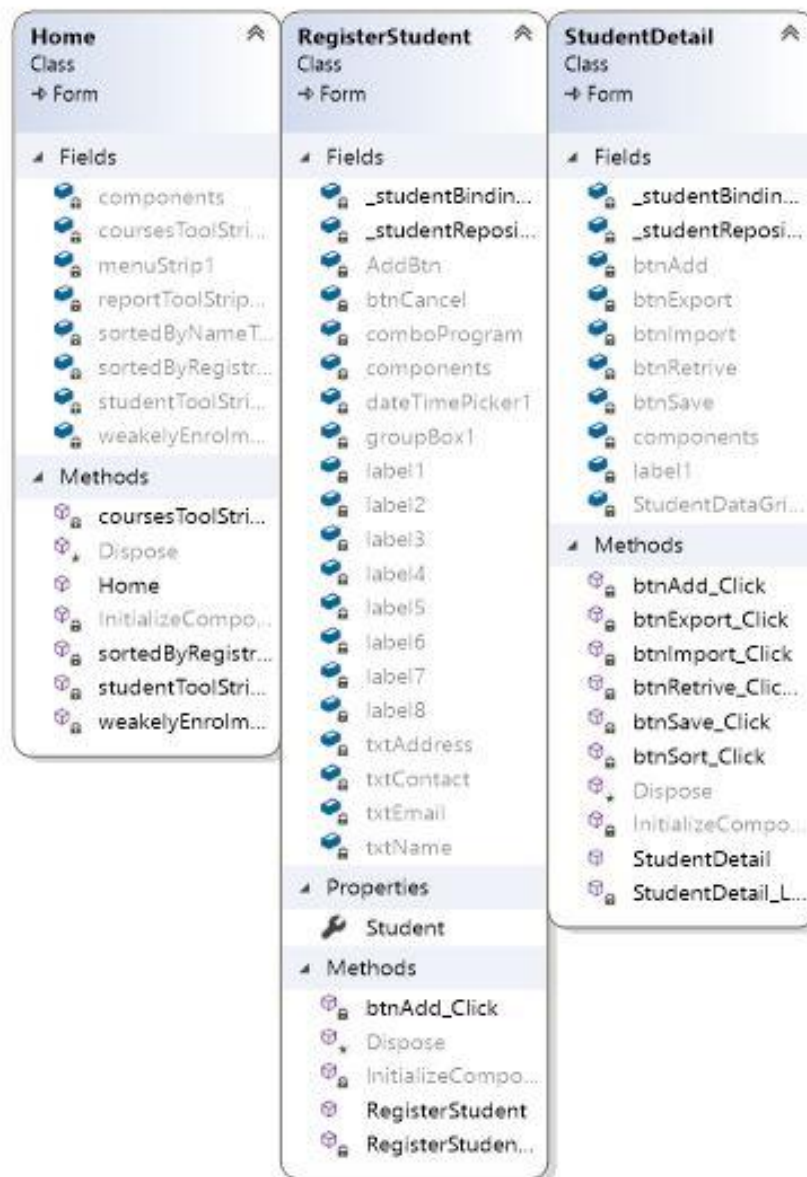 Home
Class
Form
Fields
components
coursesToolStri...
menuStrip1
reportToolStrip...
sortedByNameT...
sortedByRegistr...
studentToolStri...
weakelyEnrolm...
Methods
coursesToolStri...
Dispose
Home
InitializeCompo...
sortedByRegistr...
studentToolStri...
weakelyEnrolm...
RegisterStudent
Class
Form
Fields
_studentBindin...
_studentReposi...
AddBtn
btnCancel
comboProgram
components
dateTimePicker1
groupBox1
label1
label2
label3
label4
label5
label6
label7
label8
txtAddress
txtContact
txtEmail
txtName
Properties
Student
Methods
btnAdd_Click
Dispose
InitializeCompo...
RegisterStudent
RegisterStuden...
StudentDetail
Class
Form
Fields
_studentBindin...
_studentReposi...
btnAdd
btnExport
btnImport
btnRetrive
btnSave
components
label1
StudentDataGri...
Methods
btnAdd_Click
btnExport_Click
btnImport_Click
btnRetrive_Clic...
btnSave_Click
btnSort_Click
Dispose
InitializeCompo...
StudentDetail
StudentDetail_L...